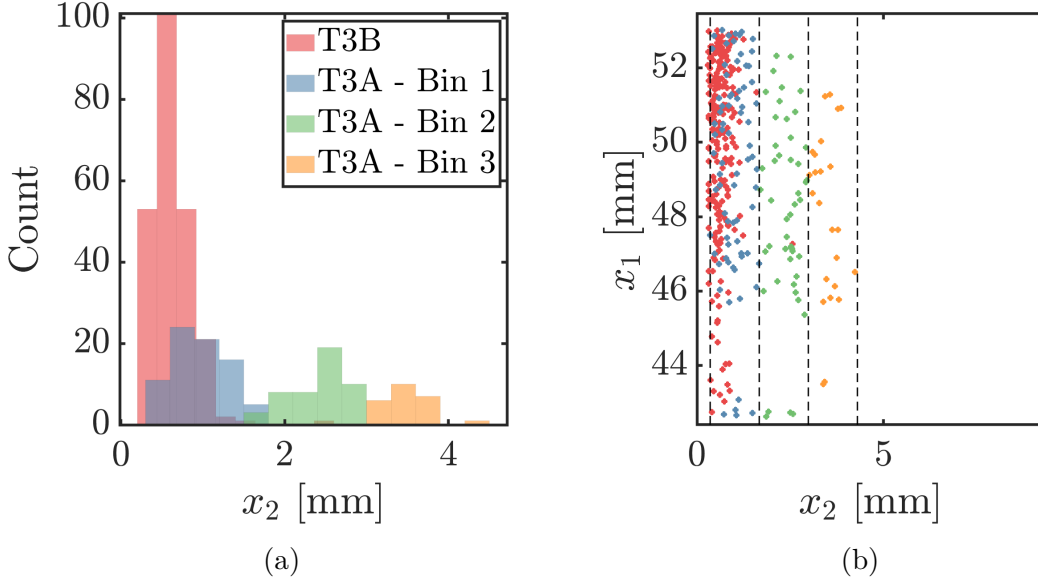 100
80
60
40
20
0
Count
0 2 4
x₂ [mm]
T3B
T3A - Bin 1
T3A - Bin 2
T3A - Bin 3
(a)
52
50
48
46
44
x₁ [mm]
0 5
x₂ [mm]
(b)